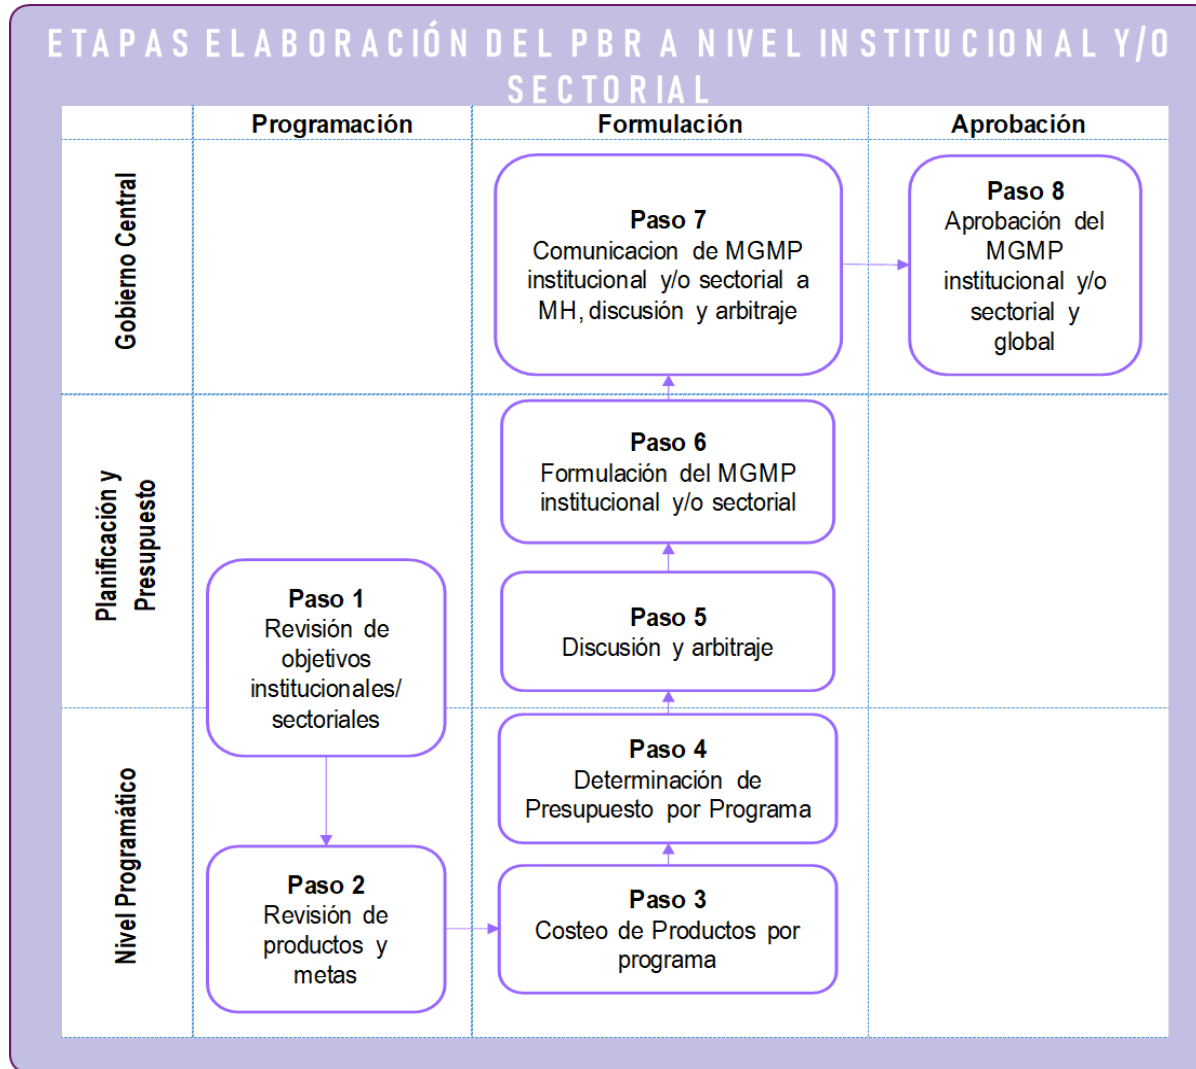 ETAPAS ELABORACIÓN DEL PBR A NIVEL INSTITUCIONAL Y/O
SECTORIAL
Programación
Formulación
Aprobación
Gobierno Central
Paso 7
Comunicacion de MGMP
institucional y/o sectorial a
MH, discusión y arbitraje
Paso 8
Aprobación del
MGMP
institucional y/o
sectorial y
global
Planificación y
Presupuesto
Paso 6
Formulación del MGMP
institucional y/o sectorial
Paso 1
Revisión de
objetivos
institucionales/
sectoriales
Paso 5
Discusión y arbitraje
Nivel Programático
Paso 4
Determinación de
Presupuesto por Programa
Paso 2
Revisión de
productos y
metas
Paso 3
Costeo de Productos por
programa